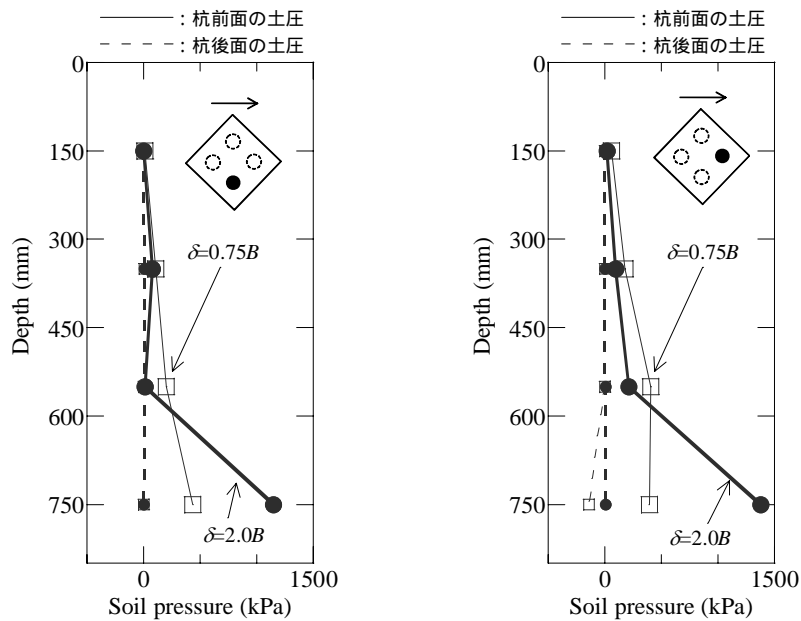 : 杭前面の土圧
: 杭後面の土圧
0
150
300
450
600
750
Depth (mm)
δ=0.75B
δ=2.0B
0
1500
Soil pressure (kPa)
: 杭前面の土圧
: 杭後面の土圧
0
150
300
450
600
750
Depth (mm)
δ=0.75B
δ=2.0B
0
1500
Soil pressure (kPa)